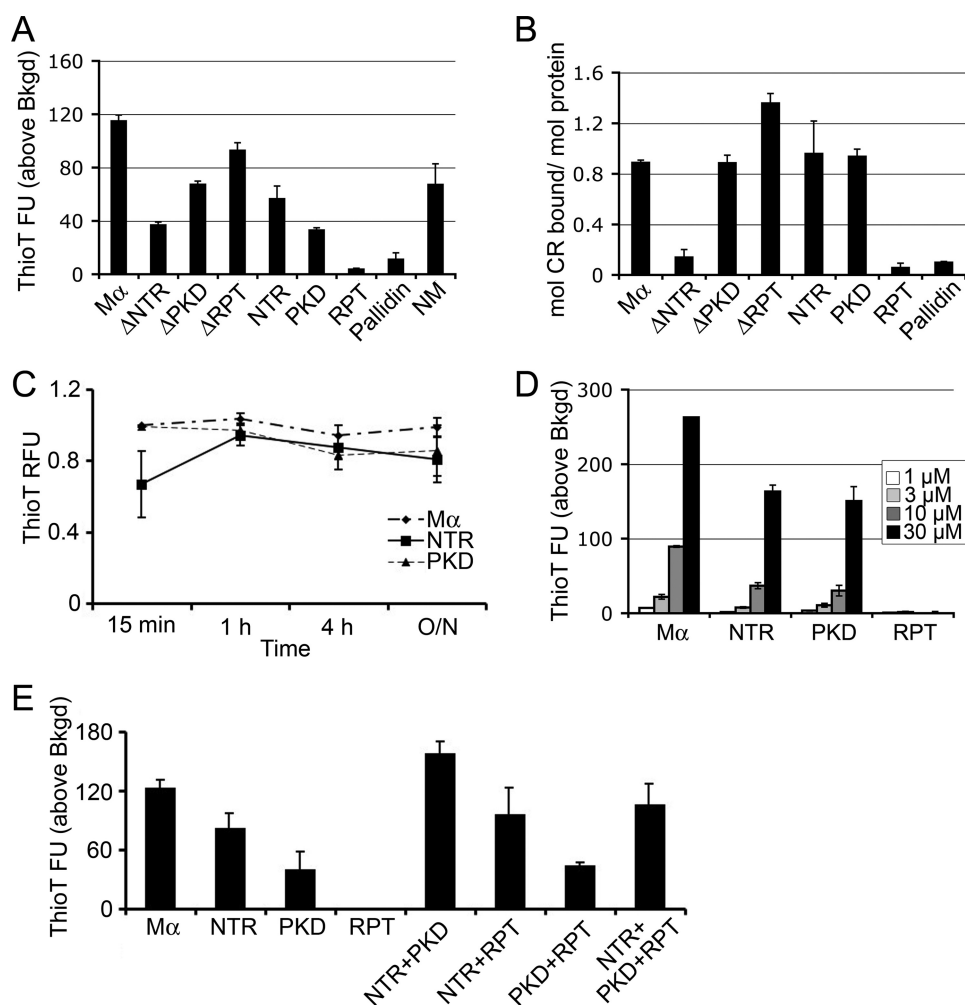 A
ThioT FU (above Bkgd)
160
120
80
40
0
Mα
ΔNTR
ΔPKD
ΔRPT
NTR
PKD
RPT
Pallidin
NM
B
mol CR bound/ mol protein
1.6
1.2
0.8
0.4
0
Mα
ΔNTR
ΔPKD
ΔRPT
NTR
PKD
RPT
Pallidin
C
ThioT RFU
1.2
0.8
0.4
0
Mα
NTR
PKD
15 min
1 h
4 h
O/N
Time
D
ThioT FU (above Bkgd)
300
200
100
0
1 µM
3 µM
10 µM
30 µM
Mα
NTR
PKD
RPT
E
ThioT FU (above Bkgd)
180
120
60
0
Mα
NTR
PKD
RPT
NTR+PKD
NTR+RPT
PKD+RPT
NTR+
PKD+RPT